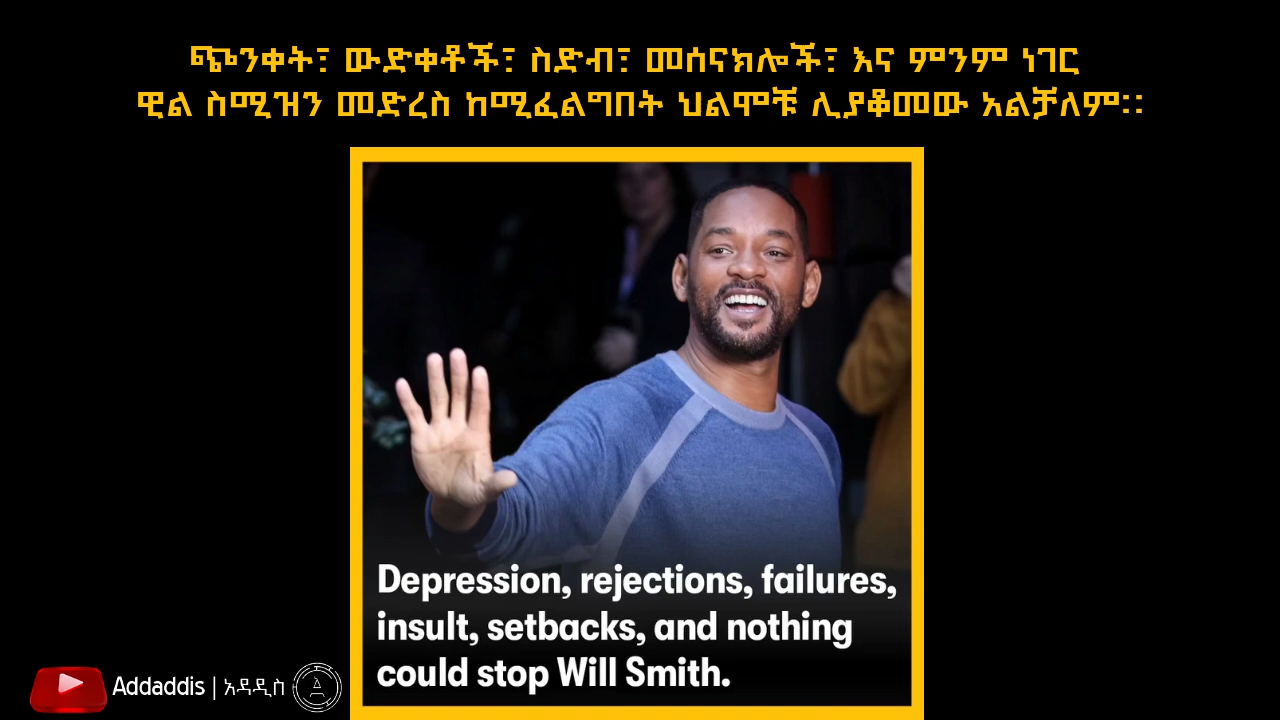 ጭንቀት፣ ውድቀቶች፣ ስድብ፣ መሰናክሎች፣ እና ምንም ነገር
ዊል ስሚዝን መድረስ ከሚፈልግበት ህልሞቹ ሊያቆመው አልቻለም፡፡
Depression, rejections, failures,
insult, setbacks, and nothing
could stop Will Smith.
Addaddis | አዳዲስ